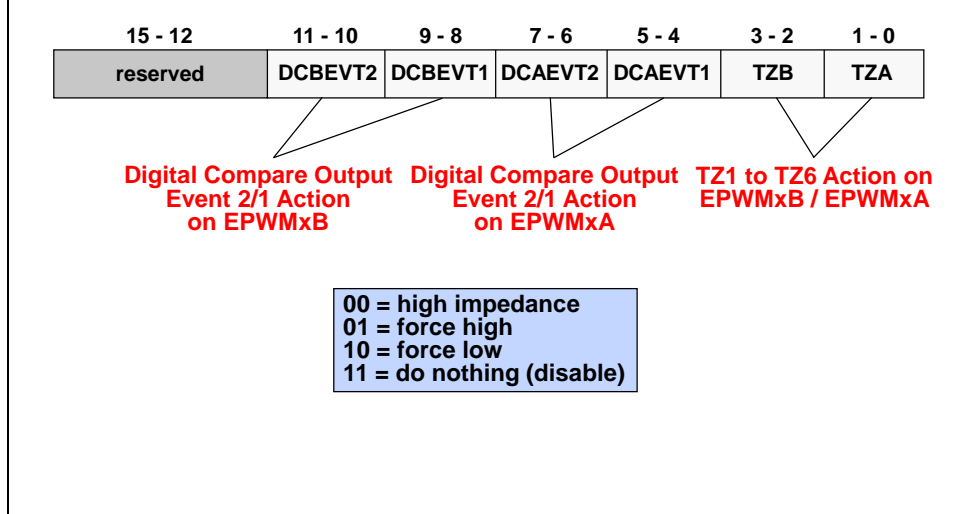 15 - 12 11 - 10 9 - 8 7 - 6 5 - 4 3 - 2 1 - 0
reserved DCBEVT2 DCBEVT1 DCAEVT2 DCAEVT1 TZB TZA
Digital Compare Output
Event 2/1 Action
on EPWMxB
Digital Compare Output
Event 2/1 Action
on EPWMxA
TZ1 to TZ6 Action on
EPWMxB / EPWMxA
00 = high impedance
01 = force high
10 = force low
11 = do nothing (disable)